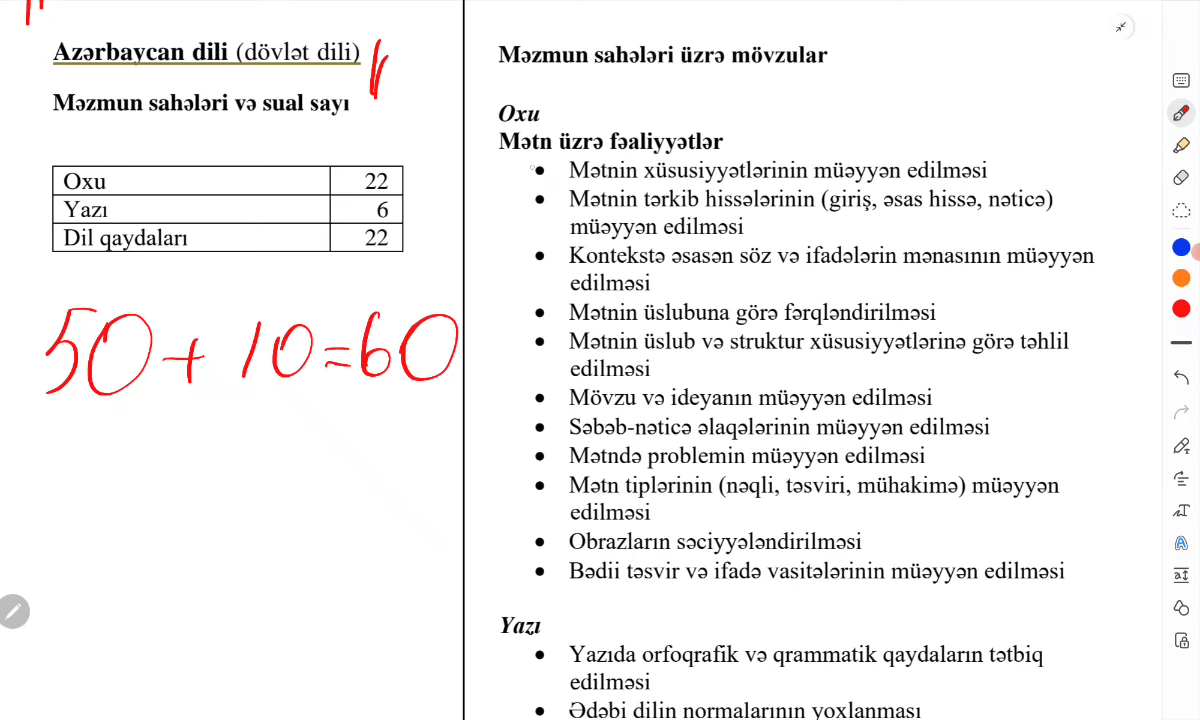 Azərbaycan dili (dövlət dili)
Məzmun sahələri və sual sayı
Oxu 22
Yazı 6
Dil qaydaları 22
50 + 10 = 60
Məzmun sahələri üzrə mövzular
Oxu
Mətn üzrə fəaliyyətlər
• Mətnin xüsusiyyətlərinin müəyyən edilməsi
• Mətnin tərkib hissələrinin (giriş, əsas hissə, nəticə)
müəyyən edilməsi
• Kontekstə əsasən söz və ifadələrin mənasının müəyyən
edilməsi
• Mətnin üslubuna görə fərqləndirilməsi
• Mətnin üslub və struktur xüsusiyyətlərinə görə təhlil
edilməsi
• Mövzu və ideyanın müəyyən edilməsi
• Səbəb-nəticə əlaqələrinin müəyyən edilməsi
• Mətndə problemin müəyyən edilməsi
• Mətn tiplərinin (nəqli, təsviri, mühakimə) müəyyən
edilməsi
• Obrazların səciyyələndirilməsi
• Bədii təsvir və ifadə vasitələrinin müəyyən edilməsi
Yazı
• Yazıda orfoqrafik və qrammatik qaydaların tətbiq
edilməsi
• Ədəbi dilin normalarının yoxlanması